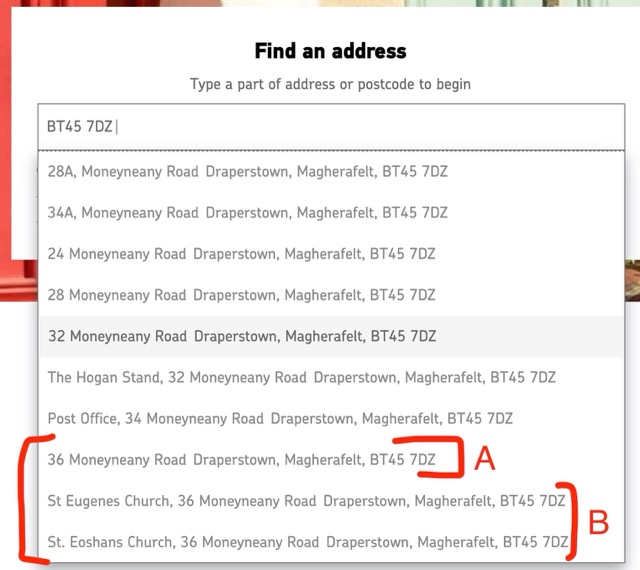 Find an address
Type a part of address or postcode to begin
BT45 7DZ
28A, Moneyneany Road Draperstown, Magherafelt, BT45 7DZ
34A, Moneyneany Road Draperstown, Magherafelt, BT45 7DZ
24 Moneyneany Road Draperstown, Magherafelt, BT45 7DZ
28 Moneyneany Road Draperstown, Magherafelt, BT45 7DZ
32 Moneyneany Road Draperstown, Magherafelt, BT45 7DZ
The Hogan Stand, 32 Moneyneany Road Draperstown, Magherafelt, BT45 7DZ
Post Office, 34 Moneyneany Road Draperstown, Magherafelt, BT45 7DZ
36 Moneyneany Road Draperstown, Magherafelt, BT45 7DZ A
St Eugenes Church, 36 Moneyneany Road Draperstown, Magherafelt, BT45 7DZ
B
St. Eoshans Church, 36 Moneyneany Road Draperstown, Magherafelt, BT45 7DZ